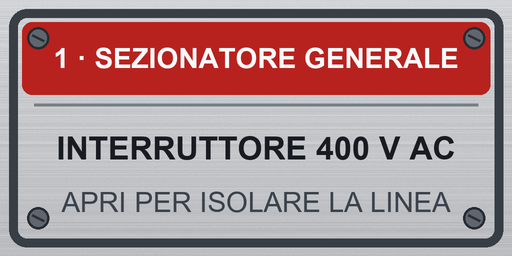 1 · SEZIONATORE GENERALE
INTERRUTTORE 400 V AC
APRI PER ISOLARE LA LINEA